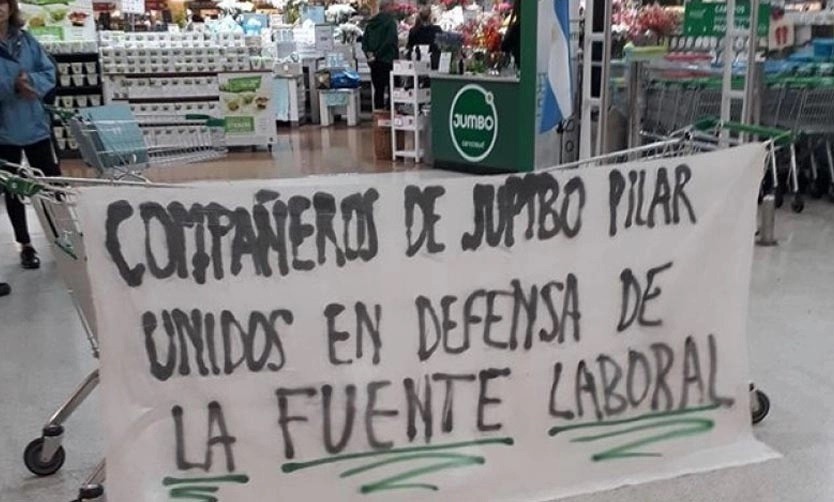 JUMBO
COMPAÑEROS DE JUMBO PILAR
UNIDOS EN DEFENSA DE
LA FUENTE LABORAL